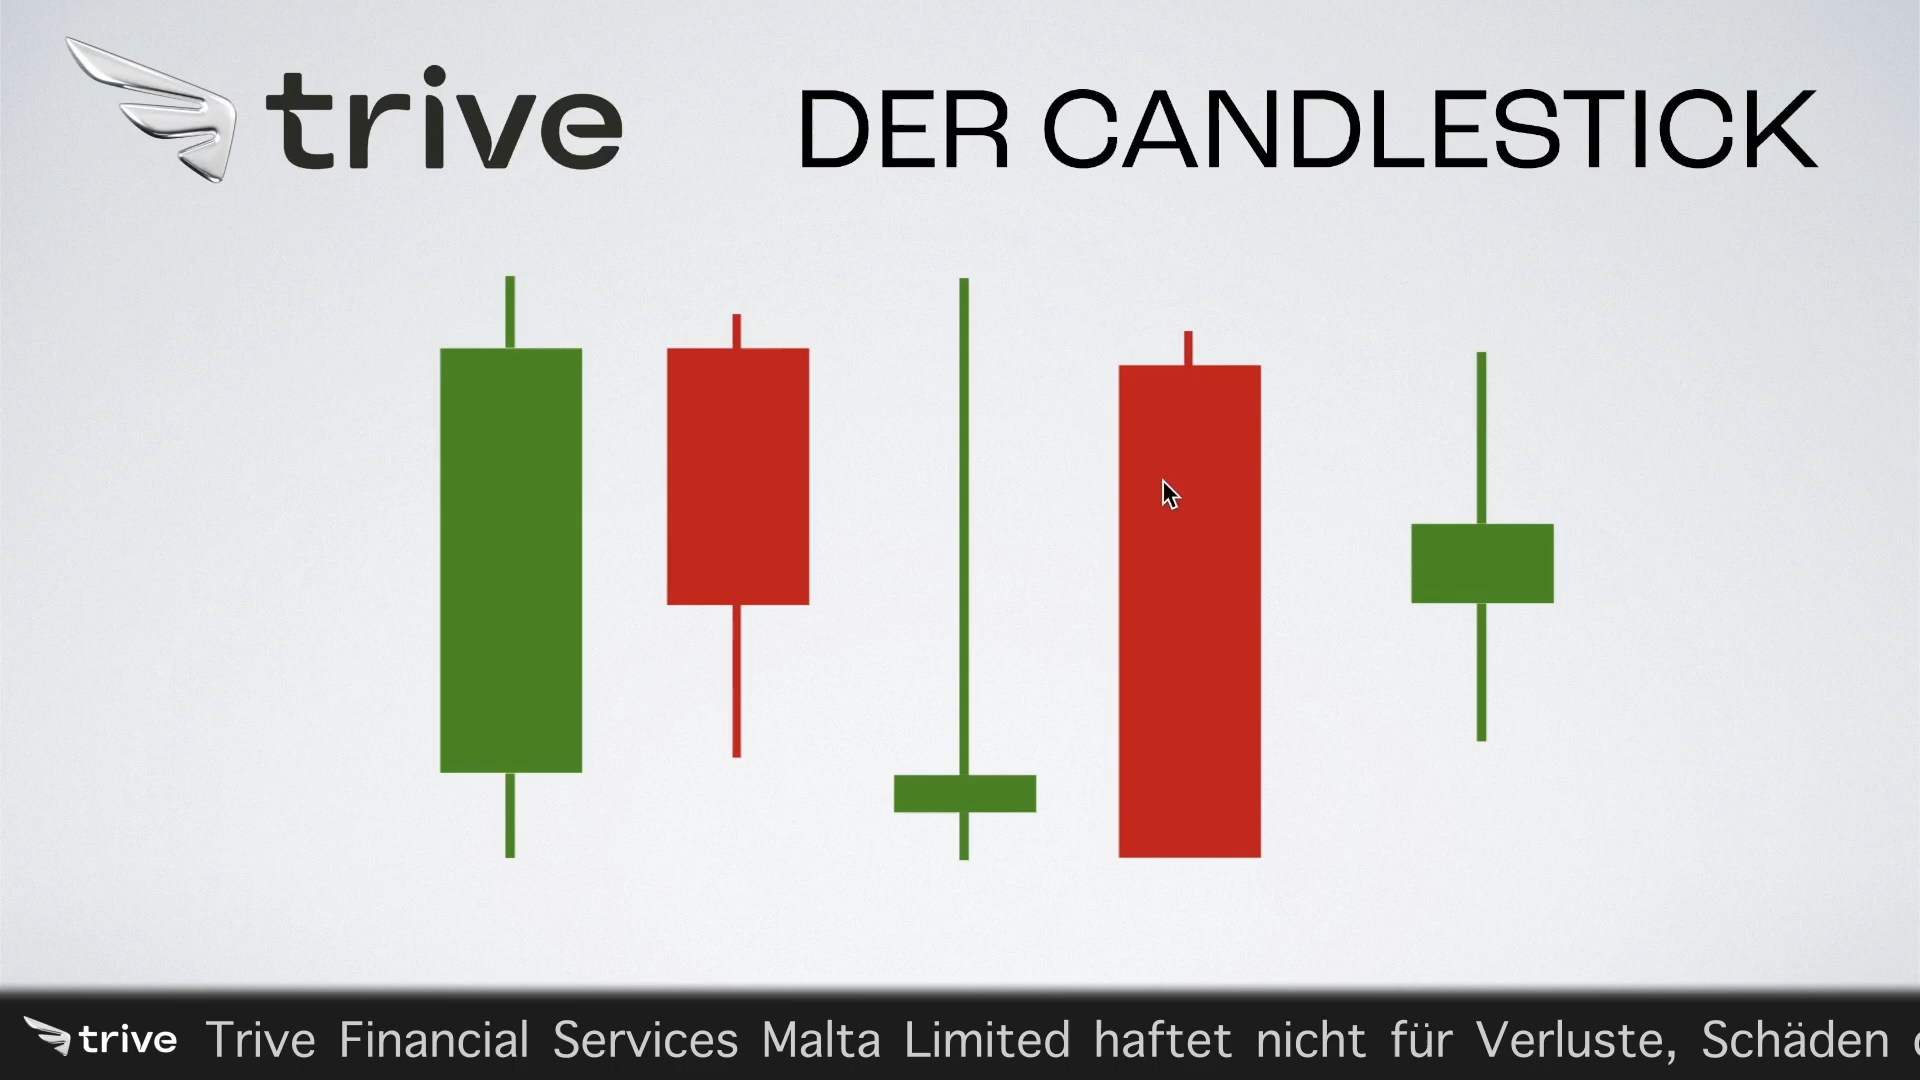 trive
DER CANDLESTICK
trive Trive Financial Services Malta Limited haftet nicht für Verluste, Schäden